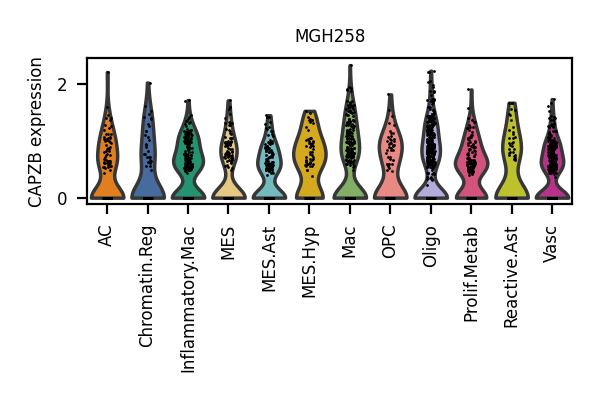 MGH258
CAPZB expression
2
0
AC
Chromatin.Reg
Inflammatory.Mac
MES
MES.Ast
MES.Hyp
Mac
OPC
Oligo
Prolif.Metab
Reactive.Ast
Vasc